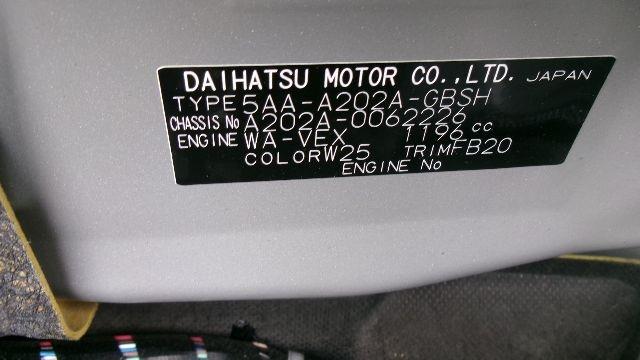 DAIHATSU MOTOR CO.,LTD. JAPAN
TYPE 5AA-A202A-GBSH
CHASSIS No A202A-0062226
ENGINE WA-VEX 1196 cc
COLOR W25 TRIM FB20
ENGINE No